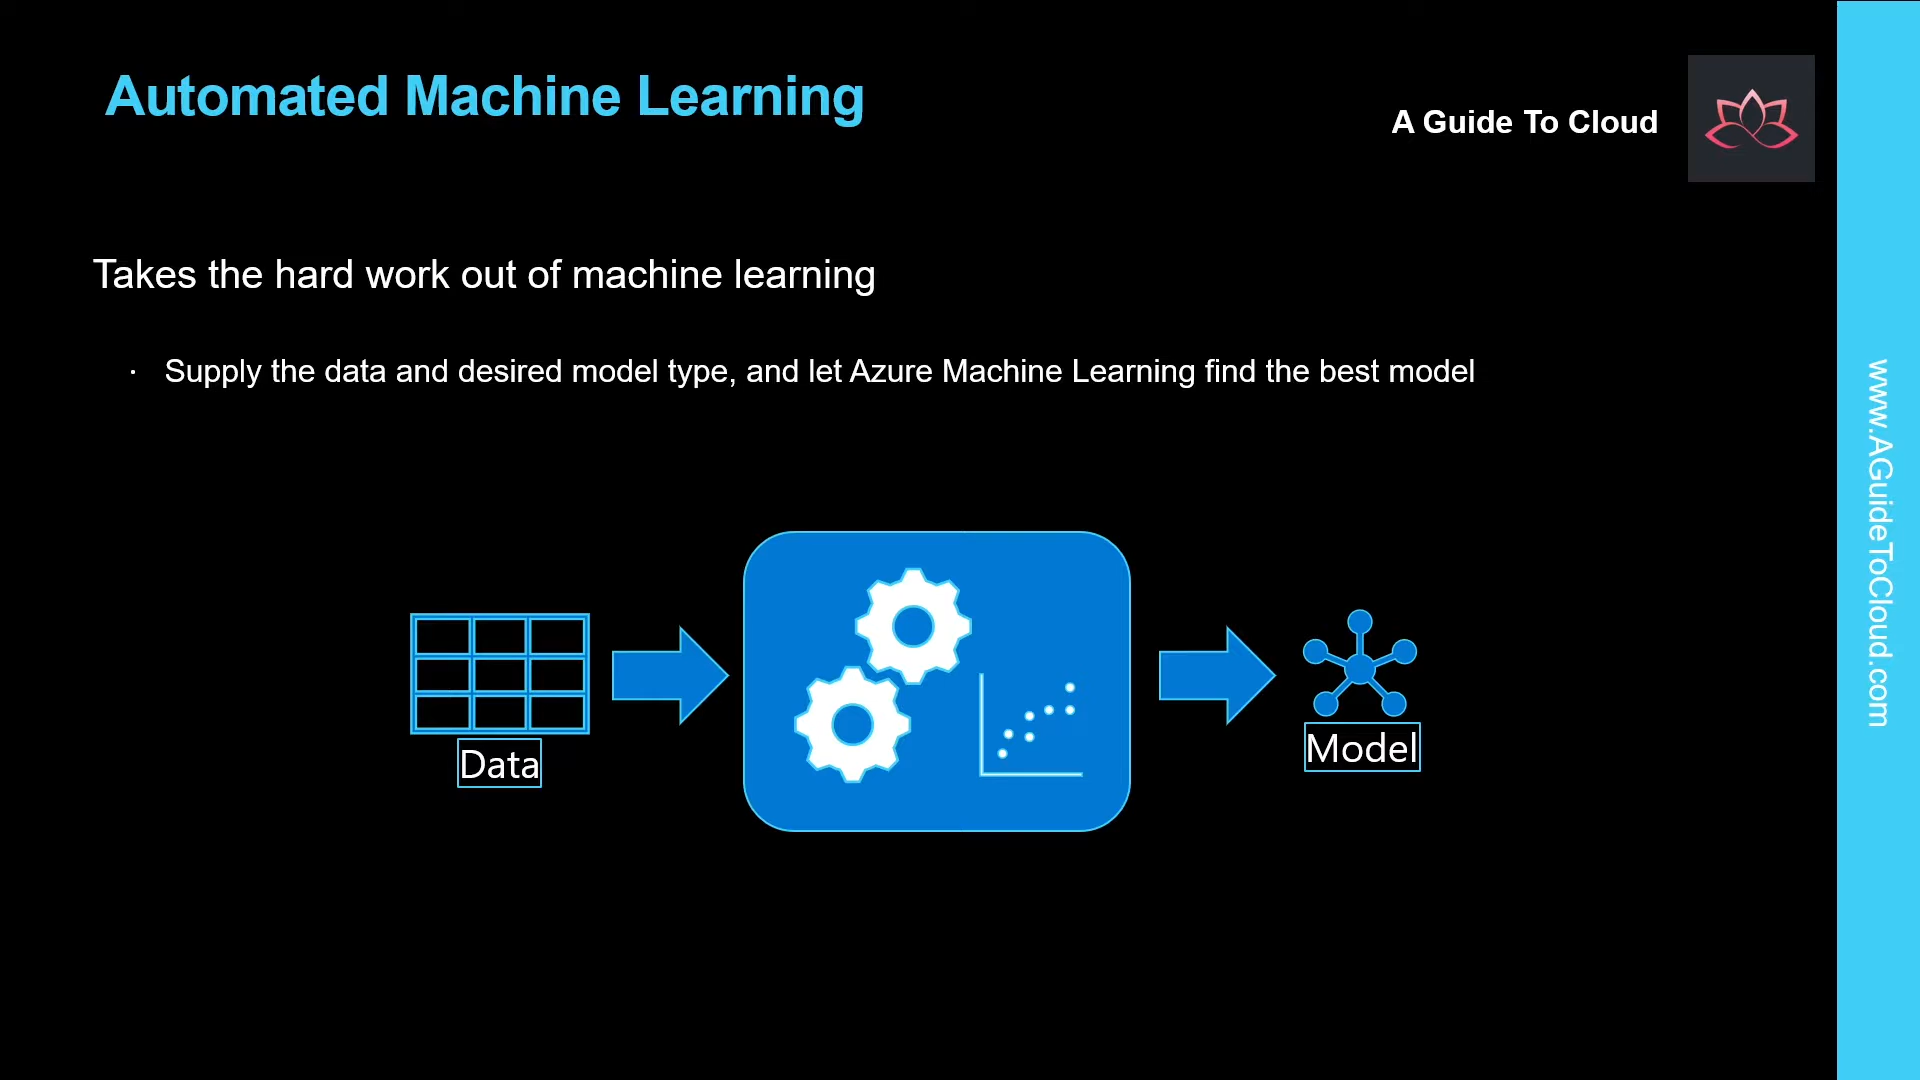 Automated Machine Learning
A Guide To Cloud
Takes the hard work out of machine learning
· Supply the data and desired model type, and let Azure Machine Learning find the best model
Data
Model
www.AGuideToCloud.com